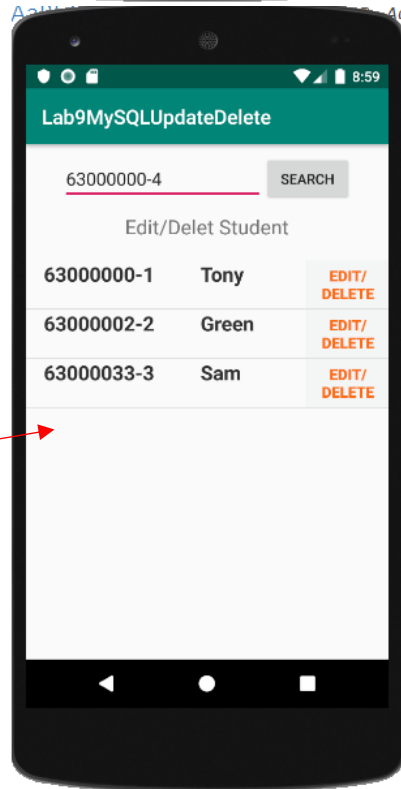 8:59
Lab9MySQLUpdateDelete
63000000-4 SEARCH
Edit/Delet Student
63000000-1 Tony EDIT/
DELETE
63000002-2 Green EDIT/
DELETE
63000033-3 Sam EDIT/
DELETE